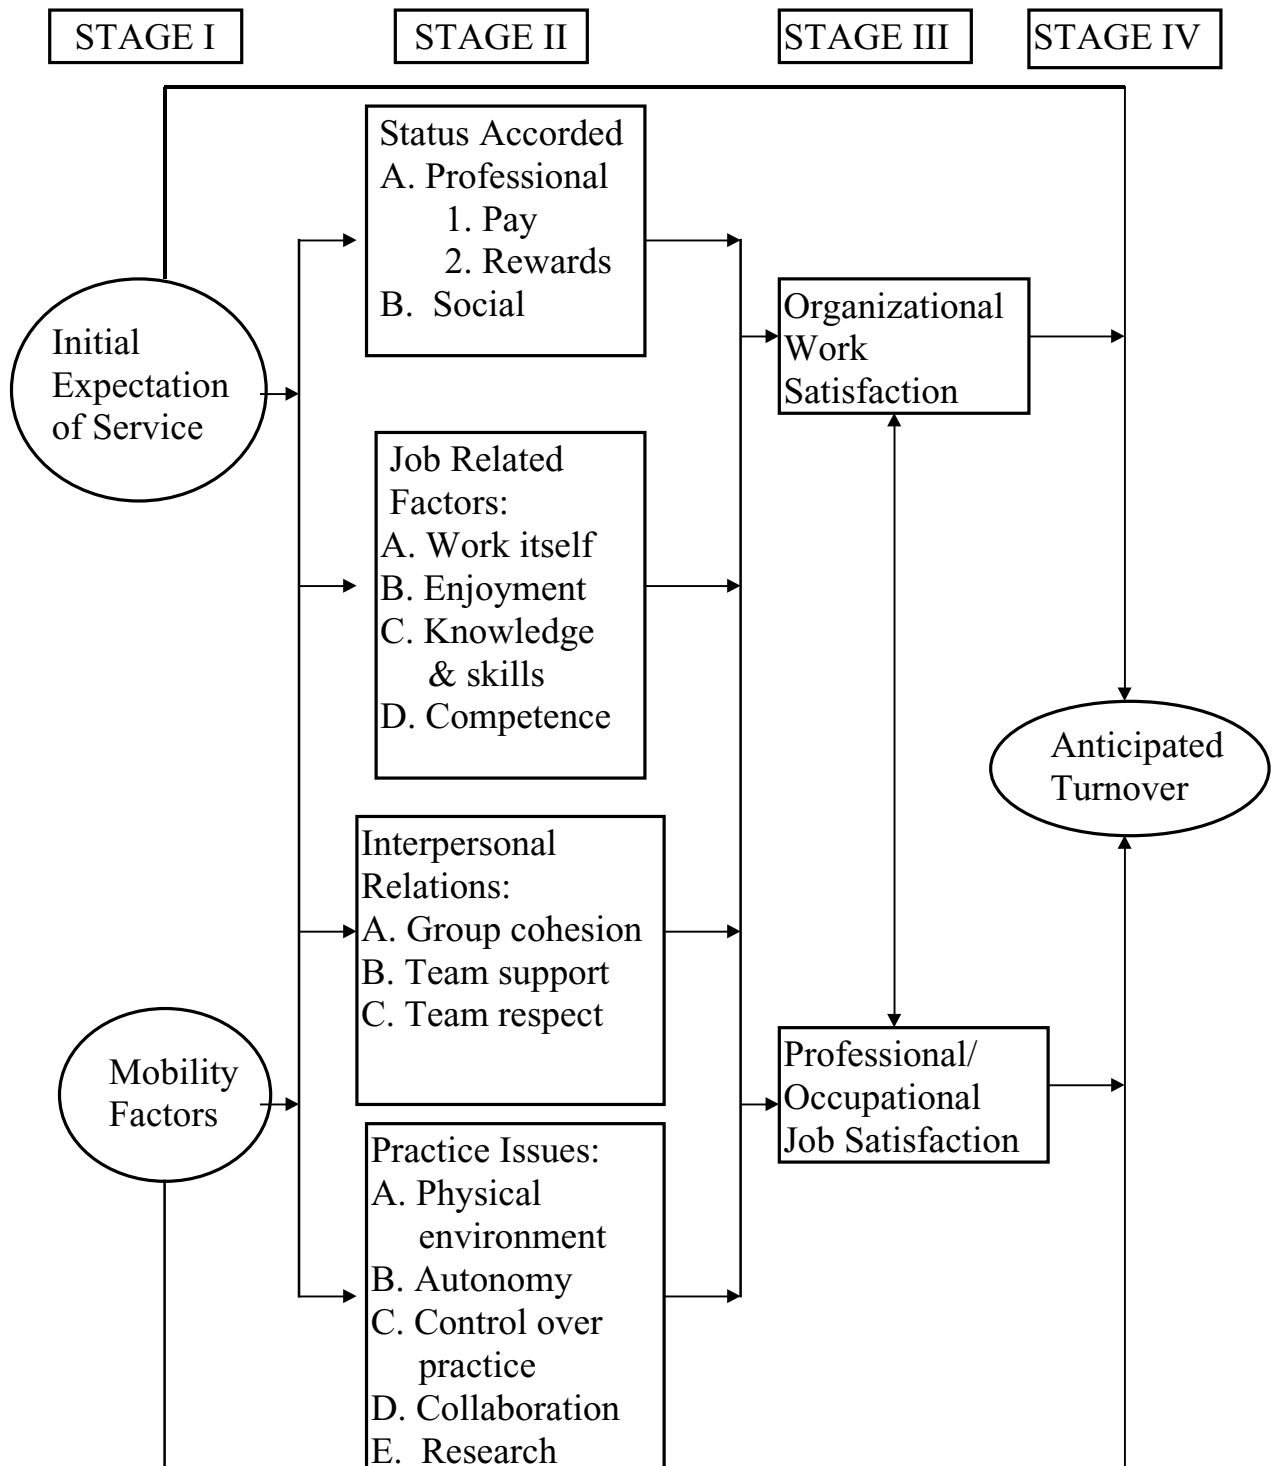 STAGE I
STAGE II
STAGE III
STAGE IV
Initial
Expectation
of Service
Mobility
Factors
Status Accorded
A. Professional
1. Pay
2. Rewards
B. Social
Job Related
Factors:
A. Work itself
B. Enjoyment
C. Knowledge
& skills
D. Competence
Interpersonal
Relations:
A. Group cohesion
B. Team support
C. Team respect
Practice Issues:
A. Physical
environment
B. Autonomy
C. Control over
practice
D. Collaboration
E. Research
Organizational
Work
Satisfaction
Professional/
Occupational
Job Satisfaction
Anticipated
Turnover